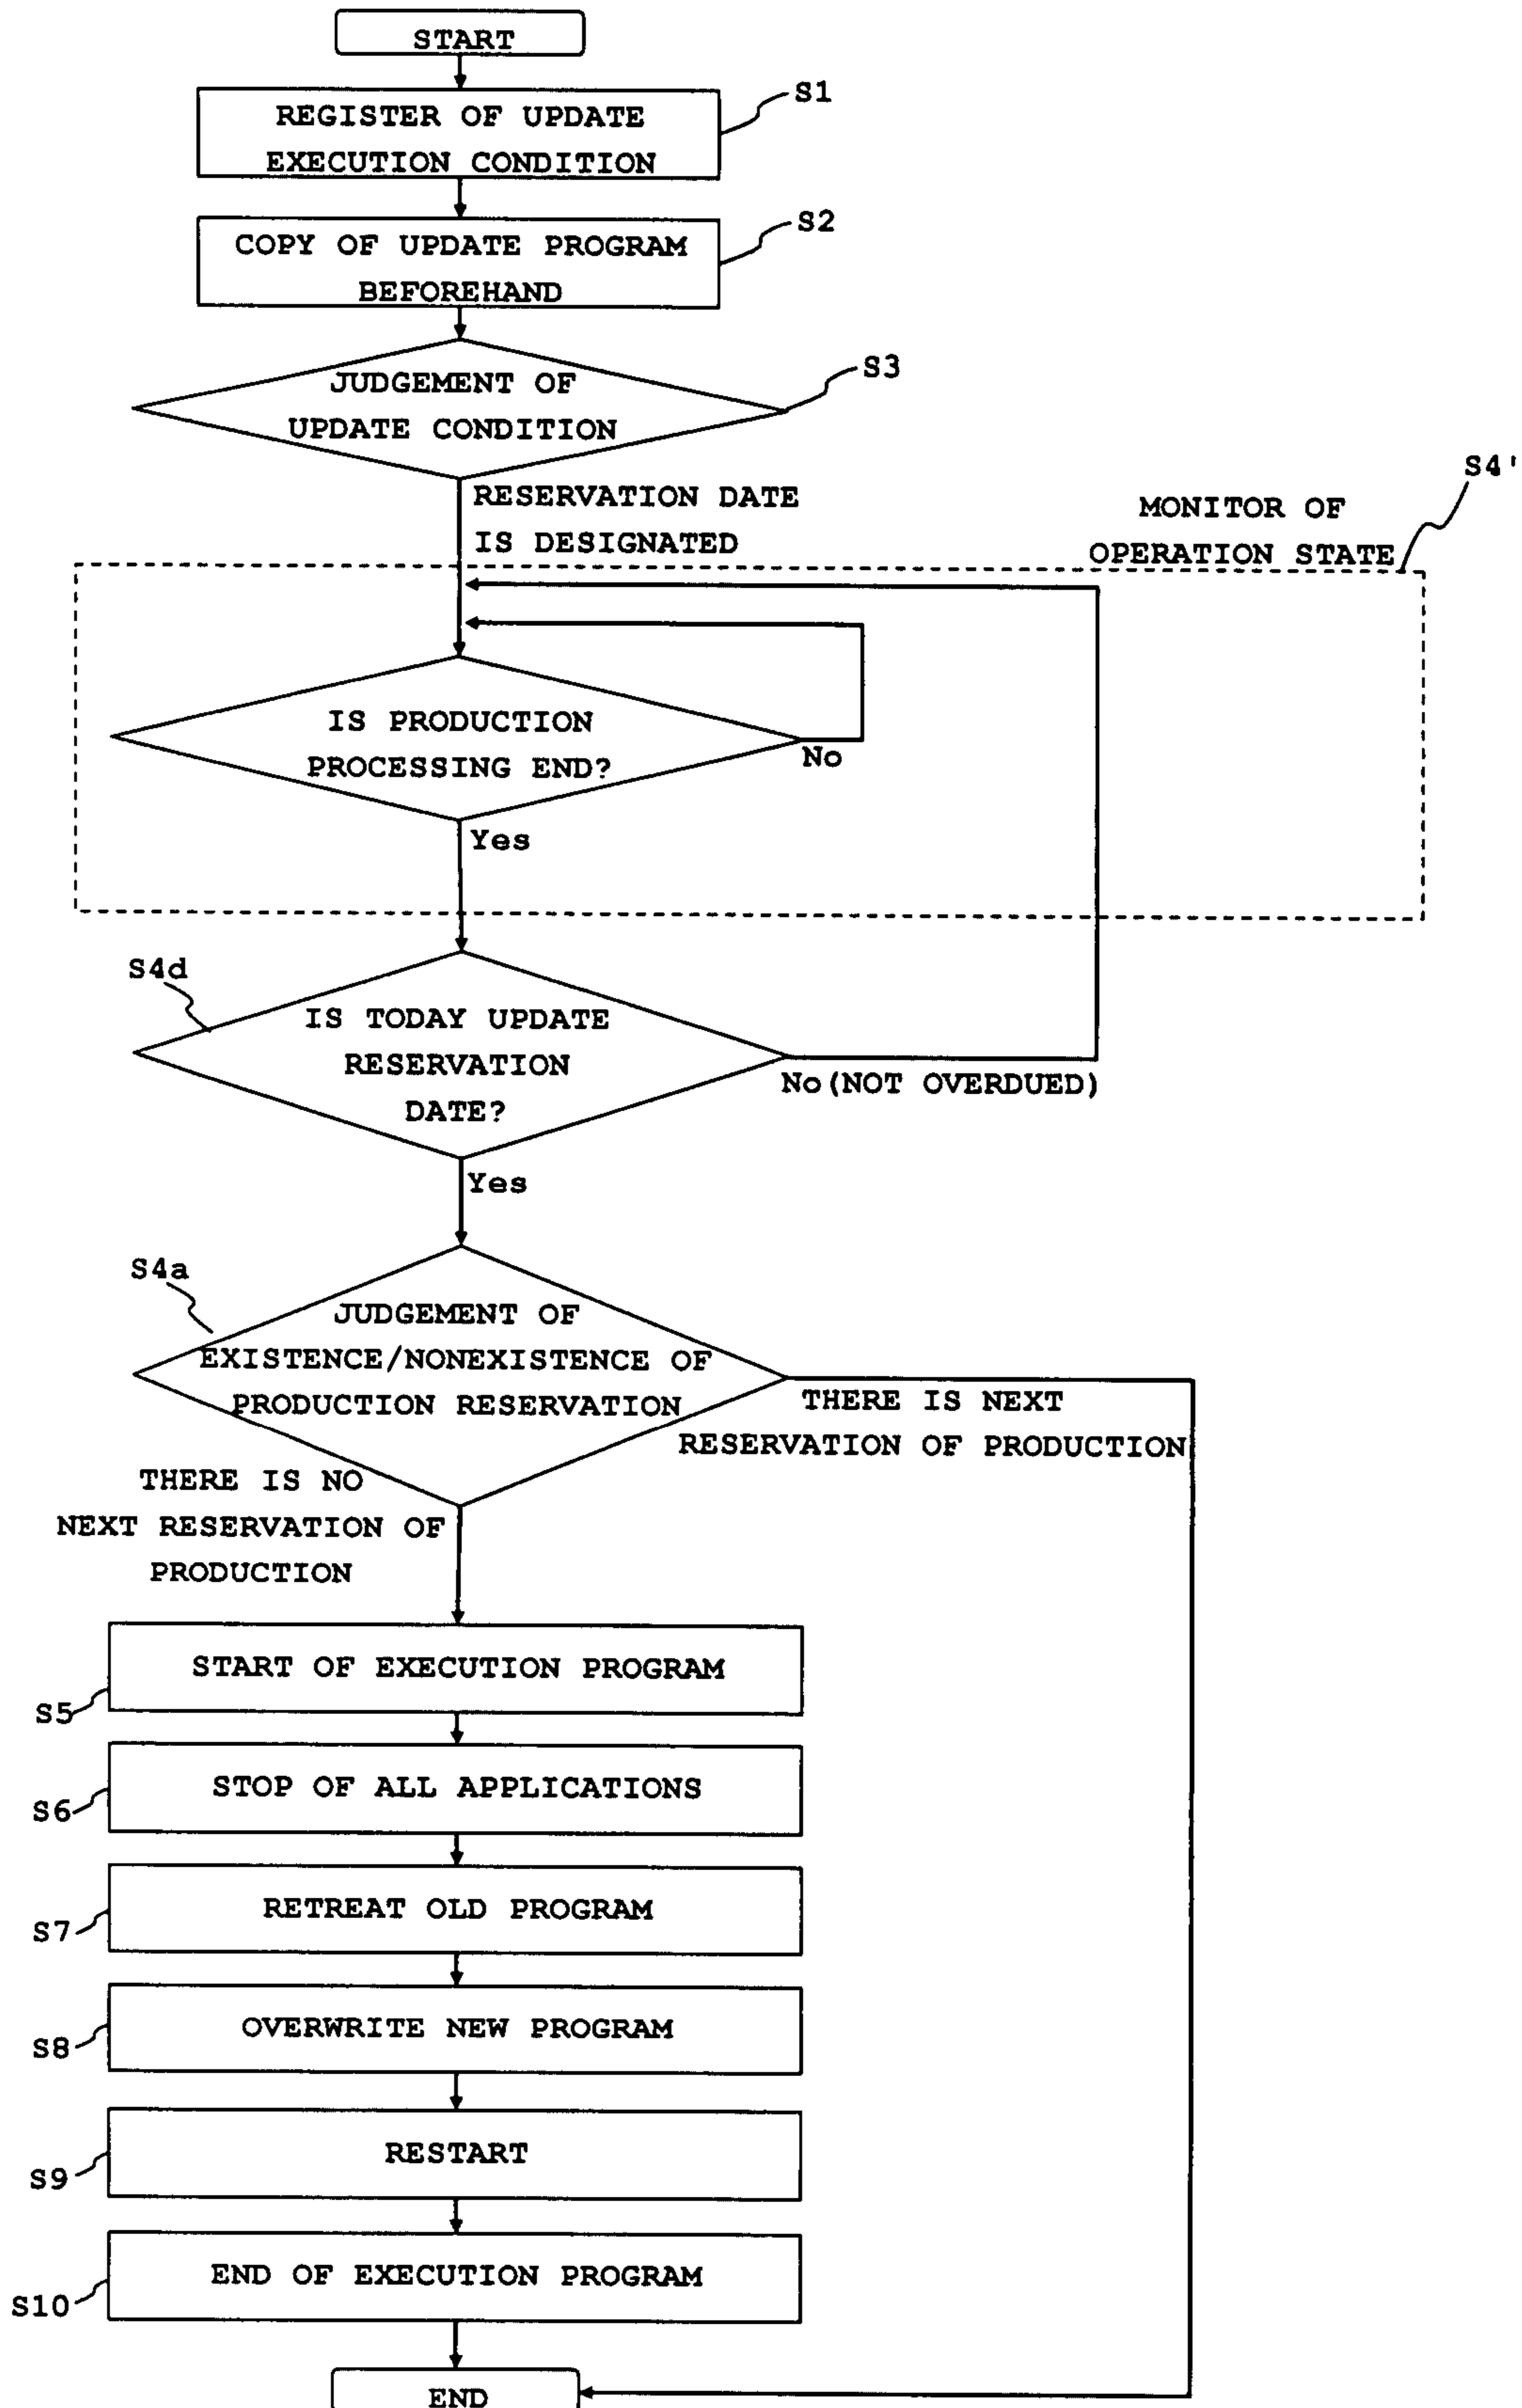 START
S1
REGISTER OF UPDATE
EXECUTION CONDITION
S2
COPY OF UPDATE PROGRAM
BEFOREHAND
S3
JUDGEMENT OF
UPDATE CONDITION
RESERVATION DATE
IS DESIGNATED
S4'
MONITOR OF
OPERATION STATE
IS PRODUCTION
PROCESSING END?
No
Yes
S4d
IS TODAY UPDATE
RESERVATION
DATE?
No(NOT OVERDUED)
Yes
S4a
JUDGEMENT OF
EXISTENCE/NONEXISTENCE OF
PRODUCTION RESERVATION
THERE IS NEXT
RESERVATION OF PRODUCTION
THERE IS NO
NEXT RESERVATION OF
PRODUCTION
START OF EXECUTION PROGRAM
S5
STOP OF ALL APPLICATIONS
S6
RETREAT OLD PROGRAM
S7
OVERWRITE NEW PROGRAM
S8
RESTART
S9
END OF EXECUTION PROGRAM
S10
END